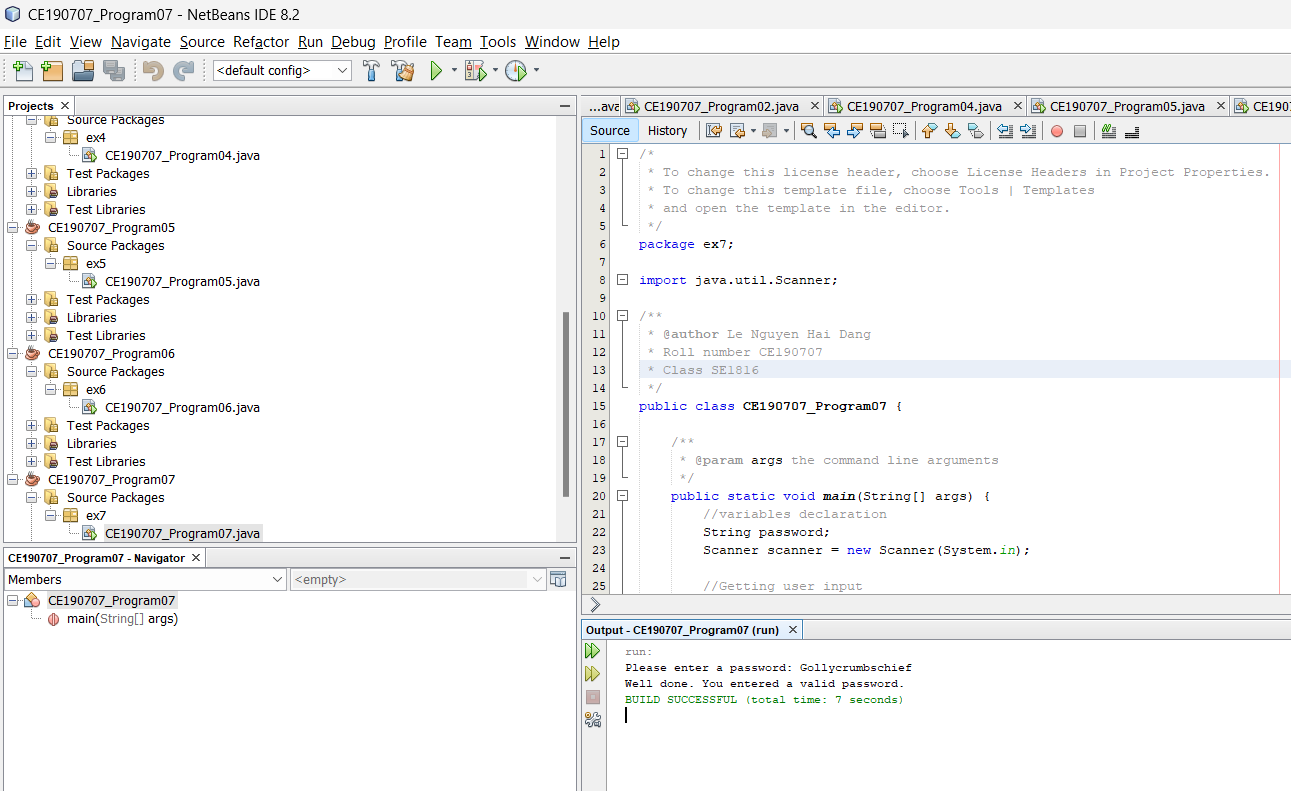 CE190707_Program07 - NetBeans IDE 8.2
File Edit View Navigate Source Refactor Run Debug Profile Team Tools Window Help
<default config>
Projects
Source Packages
ex4
CE190707_Program04.java
Test Packages
Libraries
Test Libraries
CE190707_Program05
Source Packages
ex5
CE190707_Program05.java
Test Packages
Libraries
Test Libraries
CE190707_Program06
Source Packages
ex6
CE190707_Program06.java
Test Packages
Libraries
Test Libraries
CE190707_Program07
Source Packages
ex7
CE190707_Program07.java
CE190707_Program07 - Navigator
Members <empty>
CE190707_Program07
main(String[] args)
...ava CE190707_Program02.java CE190707_Program04.java CE190707_Program05.java CE1907
Source History
1 /*
2 * To change this license header, choose License Headers in Project Properties.
3 * To change this template file, choose Tools | Templates
4 * and open the template in the editor.
5 */
6 package ex7;
7
8 import java.util.Scanner;
9
10 /**
11 * @author Le Nguyen Hai Dang
12 * Roll number CE190707
13 * Class SE1816
14 */
15 public class CE190707_Program07 {
16
17 /**
18 * @param args the command line arguments
19 */
20 public static void main(String[] args) {
21 //variables declaration
22 String password;
23 Scanner scanner = new Scanner(System.in);
24
25 //Getting user input
Output - CE190707_Program07 (run)
run:
Please enter a password: Gollycrumbschief
Well done. You entered a valid password.
BUILD SUCCESSFUL (total time: 7 seconds)